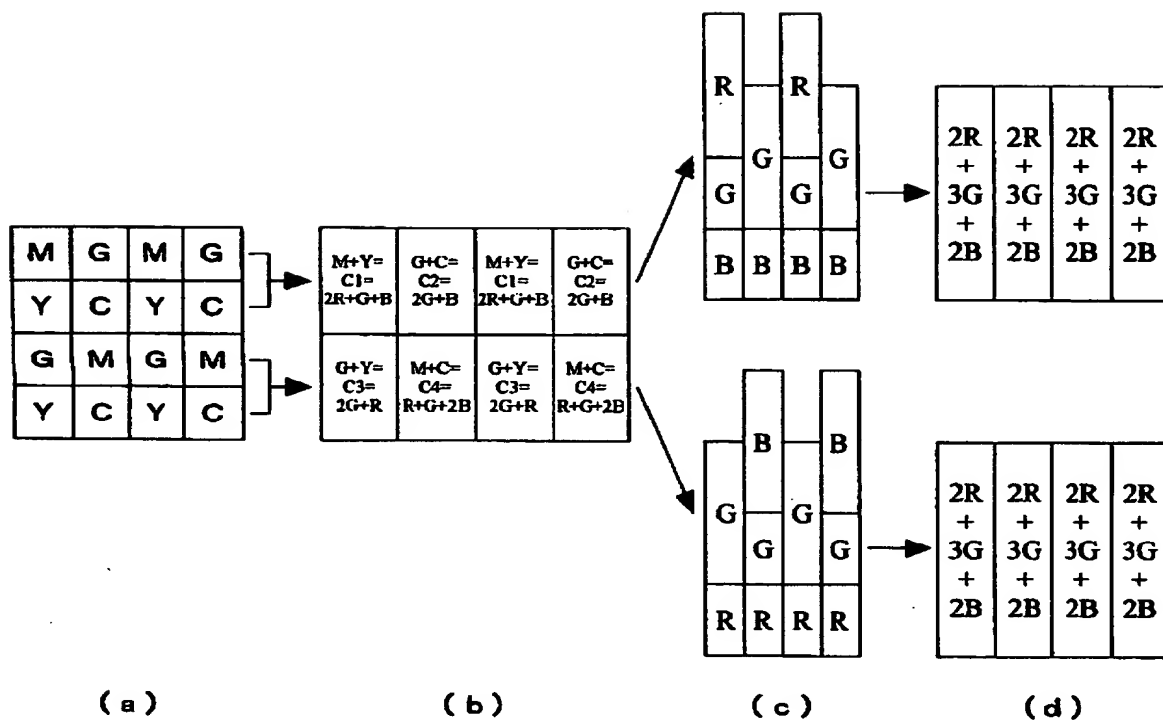 M G M G
Y C Y C
G M G M
Y C Y C
M+Y= G+C= M+Y= G+C=
C1= C2= C1= C2=
2R+G+B 2G+B 2R+G+B 2G+B
G+Y= M+C= G+Y= M+C=
C3= C4= C3= C4=
2G+R R+G+2B 2G+R R+G+2B
R R
G G
G G
B B B B
B B
G G
G G
R R R R
2R 2R 2R 2R
+ + + +
3G 3G 3G 3G
+ + + +
2B 2B 2B 2B
2R 2R 2R 2R
+ + + +
3G 3G 3G 3G
+ + + +
2B 2B 2B 2B
(a) (b) (c) (d)